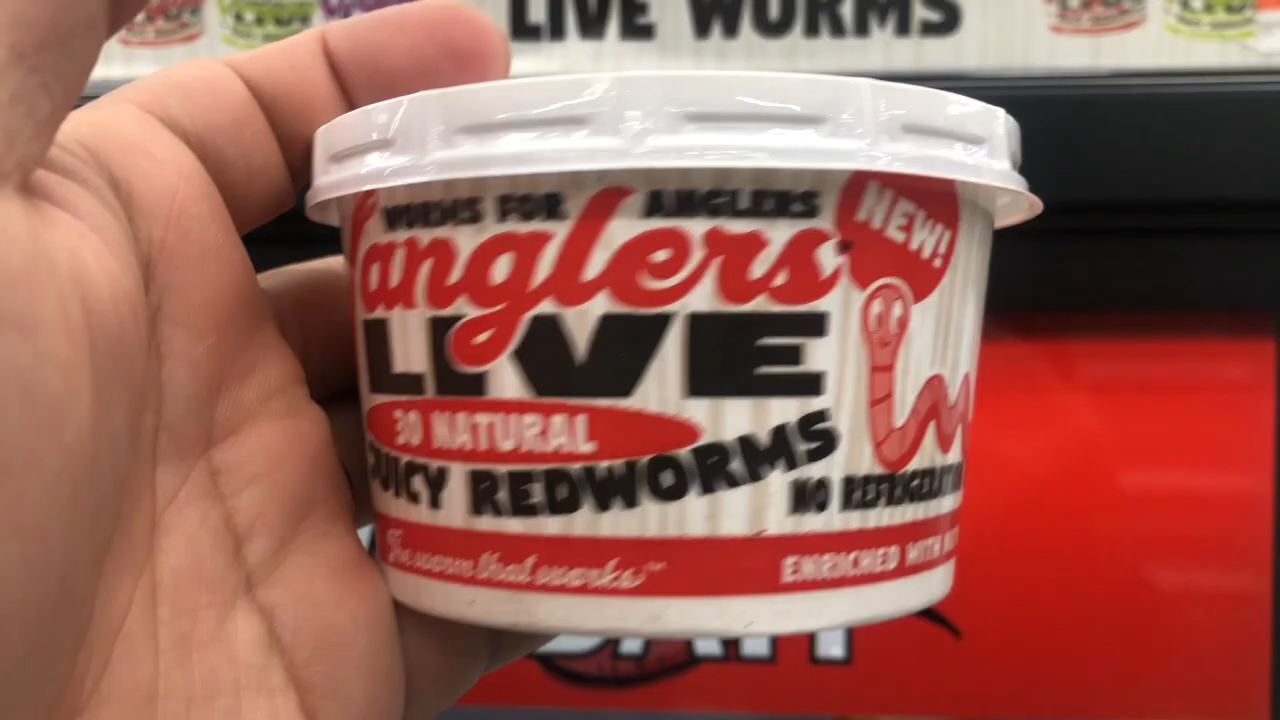 LIVE WORMS
WORMS FOR ANGLERS
anglers
NEW!
LIVE
30 NATURAL
JUICY REDWORMS
NO
The worm that works™
ENRICHED WITH